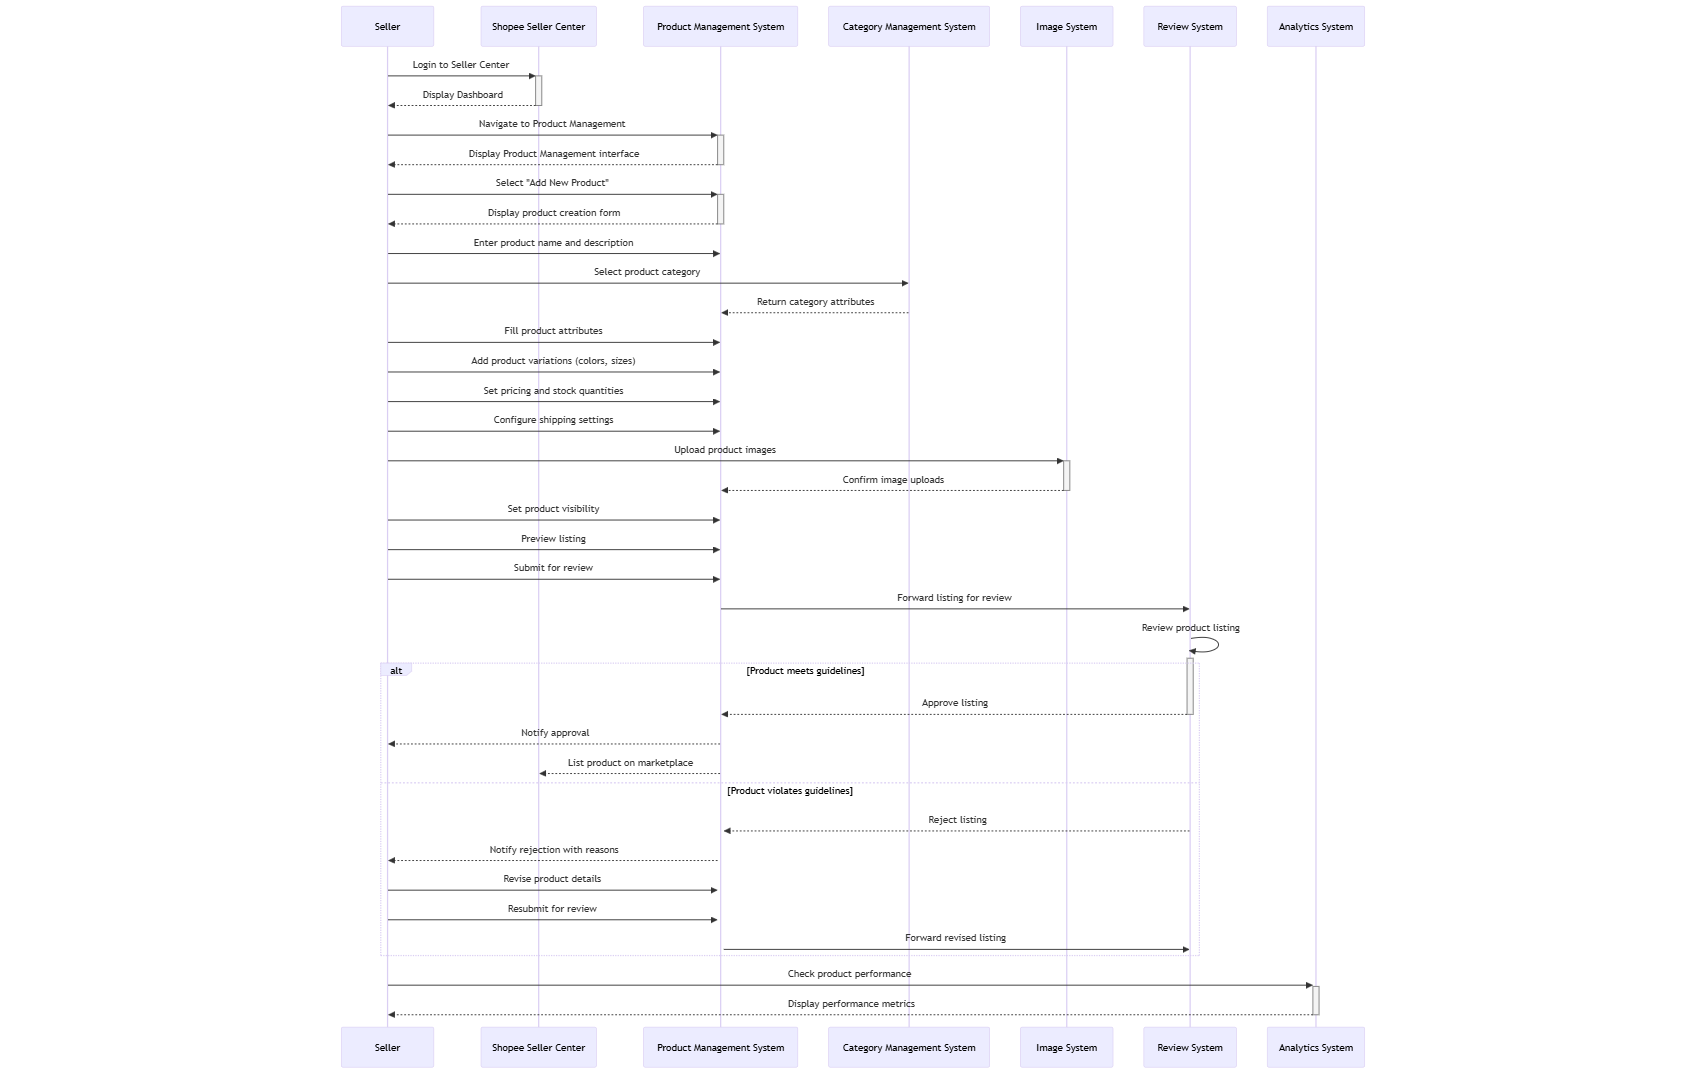 Seller
Shopee Seller Center
Product Management System
Category Management System
Image System
Review System
Analytics System
Login to Seller Center
Display Dashboard
Navigate to Product Management
Display Product Management interface
Select "Add New Product"
Display product creation form
Enter product name and description
Select product category
Return category attributes
Fill product attributes
Add product variations (colors, sizes)
Set pricing and stock quantities
Configure shipping settings
Upload product images
Confirm image uploads
Set product visibility
Preview listing
Submit for review
Forward listing for review
Review product listing
alt
[Product meets guidelines]
Approve listing
Notify approval
List product on marketplace
[Product violates guidelines]
Reject listing
Notify rejection with reasons
Revise product details
Resubmit for review
Forward revised listing
Check product performance
Display performance metrics
Seller
Shopee Seller Center
Product Management System
Category Management System
Image System
Review System
Analytics System